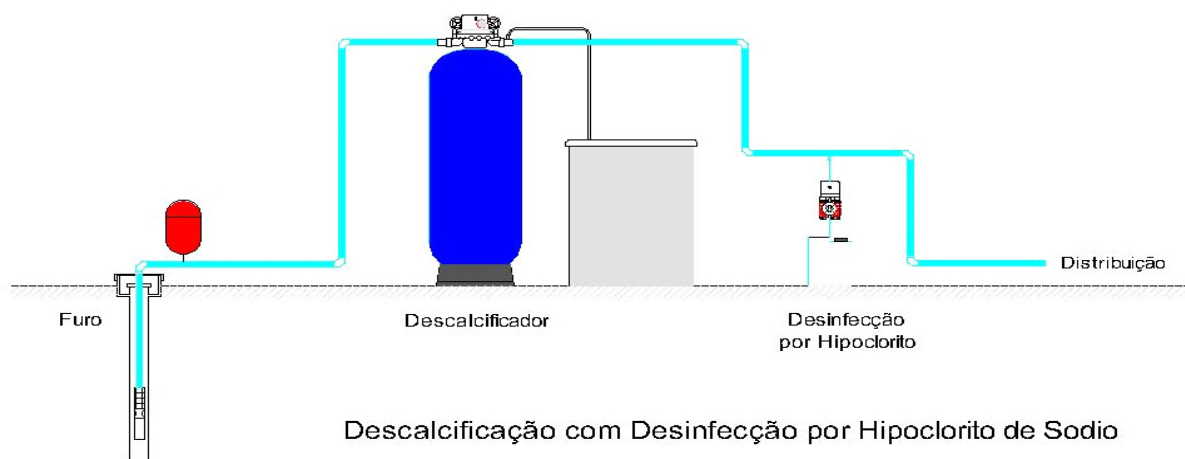 Distribuição
Furo
Descalcificador
Desinfecção
por Hipoclorito
Descalcificação com Desinfecção por Hipoclorito de Sodio